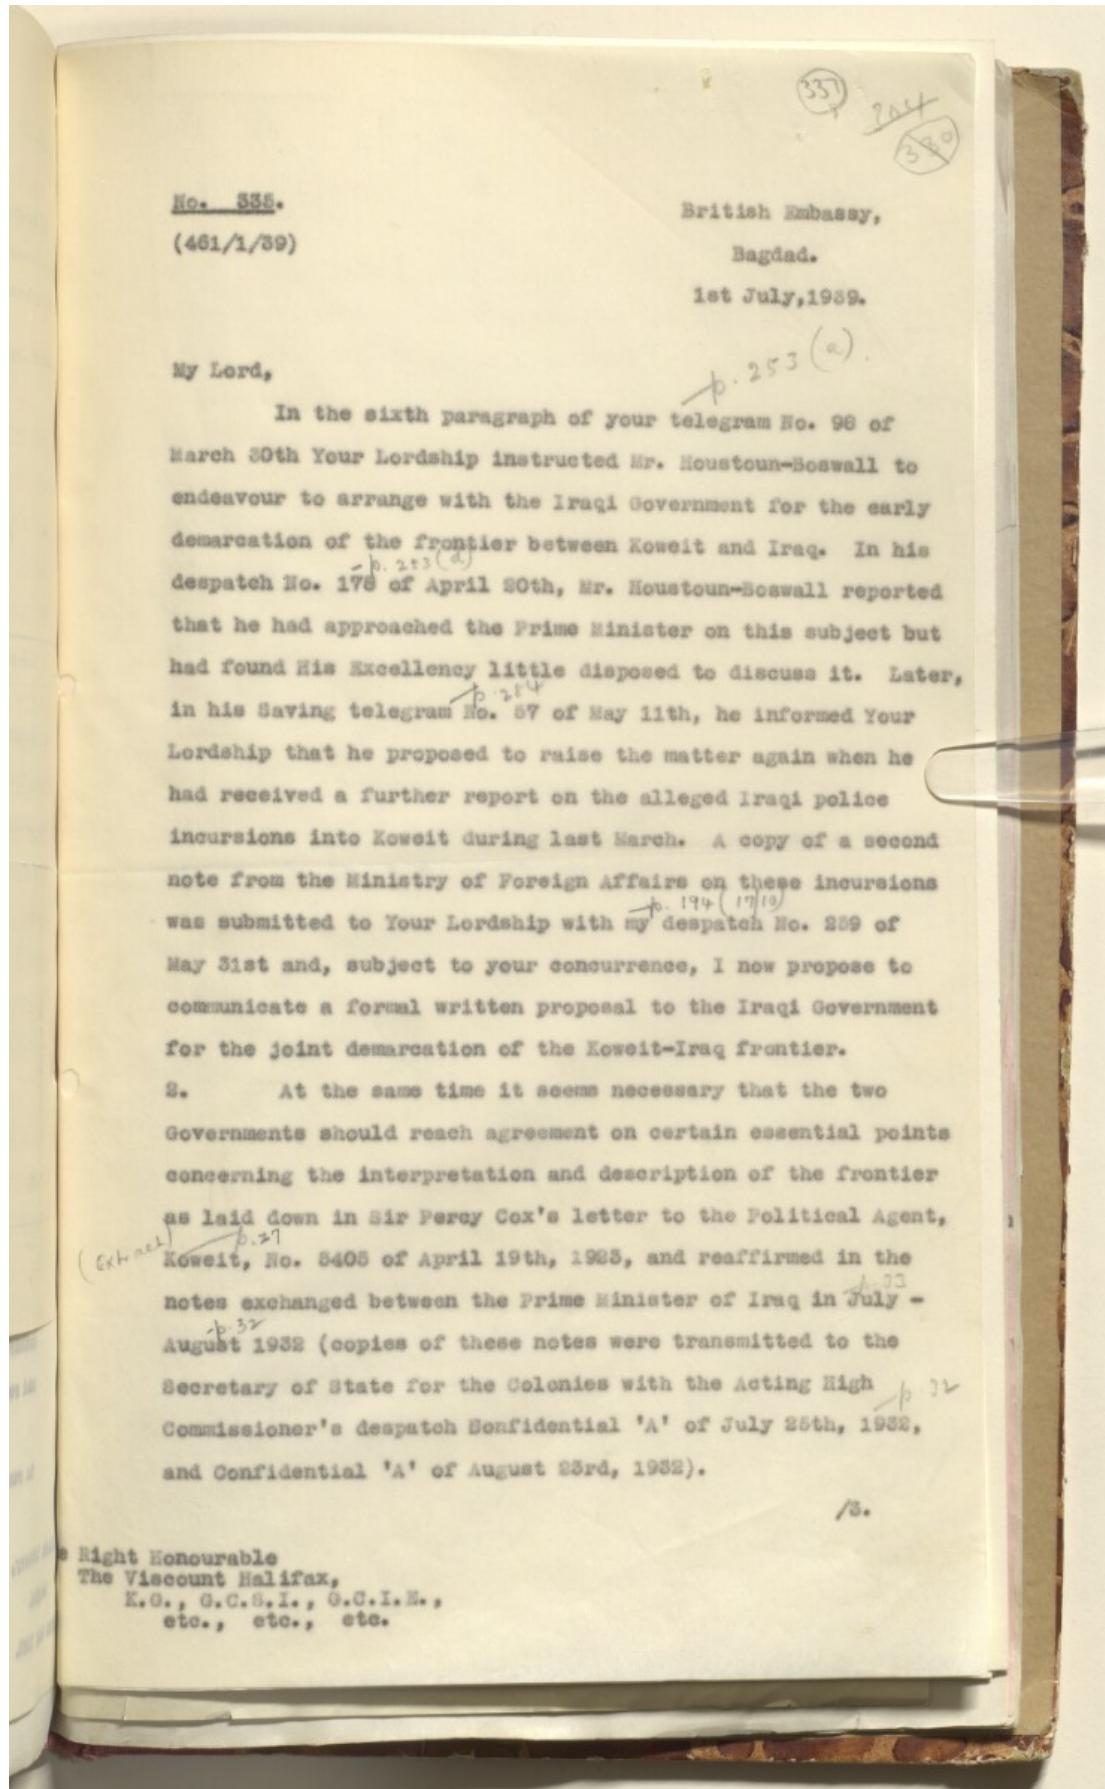 337
204
330
No. 335.
British Embassy,
(461/1/39)
Bagdad.
1st July,1939.
p. 253 (a).
My Lord,
In the sixth paragraph of your telegram No. 98 of
March 30th Your Lordship instructed Mr. Houstoun-Boswall to
endeavour to arrange with the Iraqi Government for the early
demarcation of the frontier between Koweit and Iraq. In his
p. 253(d)
despatch No. 178 of April 20th, Mr. Houstoun-Boswall reported
that he had approached the Prime Minister on this subject but
had found His Excellency little disposed to discuss it. Later,
p. 284
in his Saving telegram No. 57 of May 11th, he informed Your
Lordship that he proposed to raise the matter again when he
had received a further report on the alleged Iraqi police
incursions into Koweit during last March. A copy of a second
note from the Ministry of Foreign Affairs on these incursions
p. 194 (17/10)
was submitted to Your Lordship with my despatch No. 259 of
May 31st and, subject to your concurrence, I now propose to
communicate a formal written proposal to the Iraqi Government
for the joint demarcation of the Koweit-Iraq frontier.
2. At the same time it seems necessary that the two
Governments should reach agreement on certain essential points
concerning the interpretation and description of the frontier
as laid down in Sir Percy Cox's letter to the Political Agent,
(Extract) p.27
Koweit, No. 5405 of April 19th, 1923, and reaffirmed in the
p.33
notes exchanged between the Prime Minister of Iraq in July -
p.32
August 1932 (copies of these notes were transmitted to the
Secretary of State for the Colonies with the Acting High
p 32
Commissioner's despatch Sonfidential 'A' of July 25th, 1932,
and Confidential 'A' of August 23rd, 1932).
/3.
e Right Honourable
The Viscount Halifax,
K.G., G.C.S.I., G.C.I.E.,
etc., etc., etc.